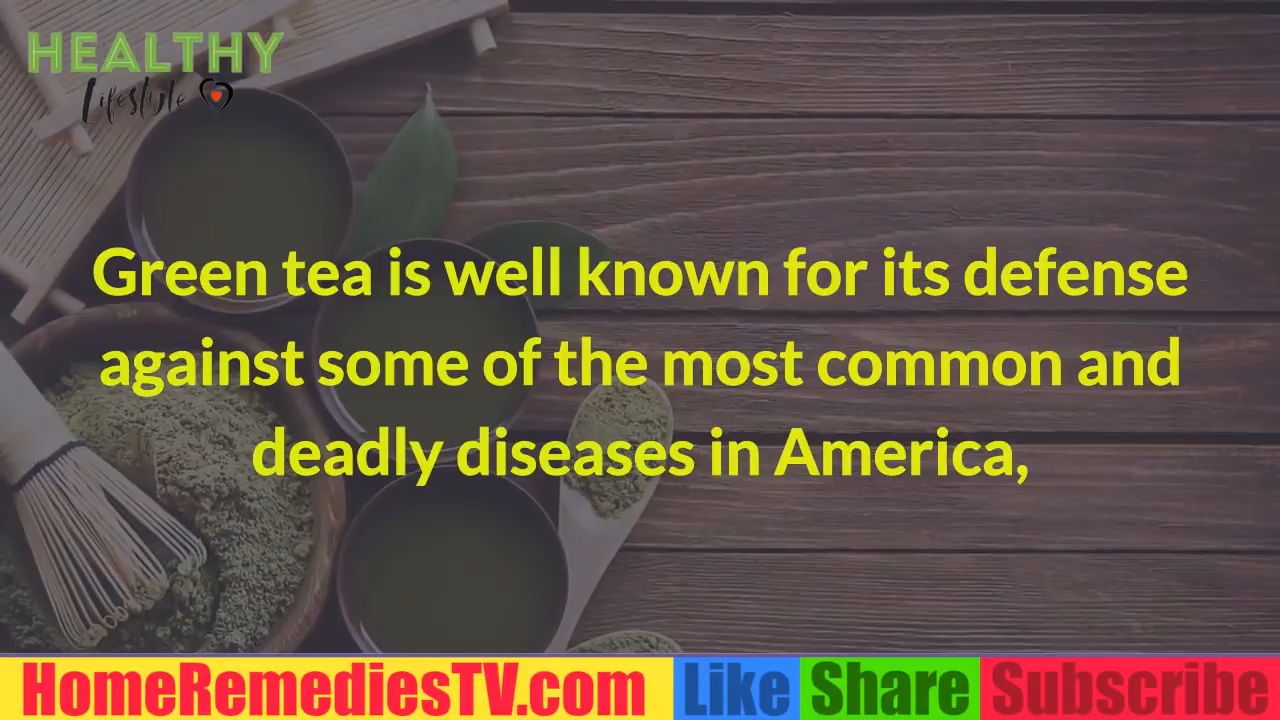 HEALTHY
Lifestyle
Green tea is well known for its defense
against some of the most common and
deadly diseases in America,
HomeRemediesTV.com Like Share Subscribe